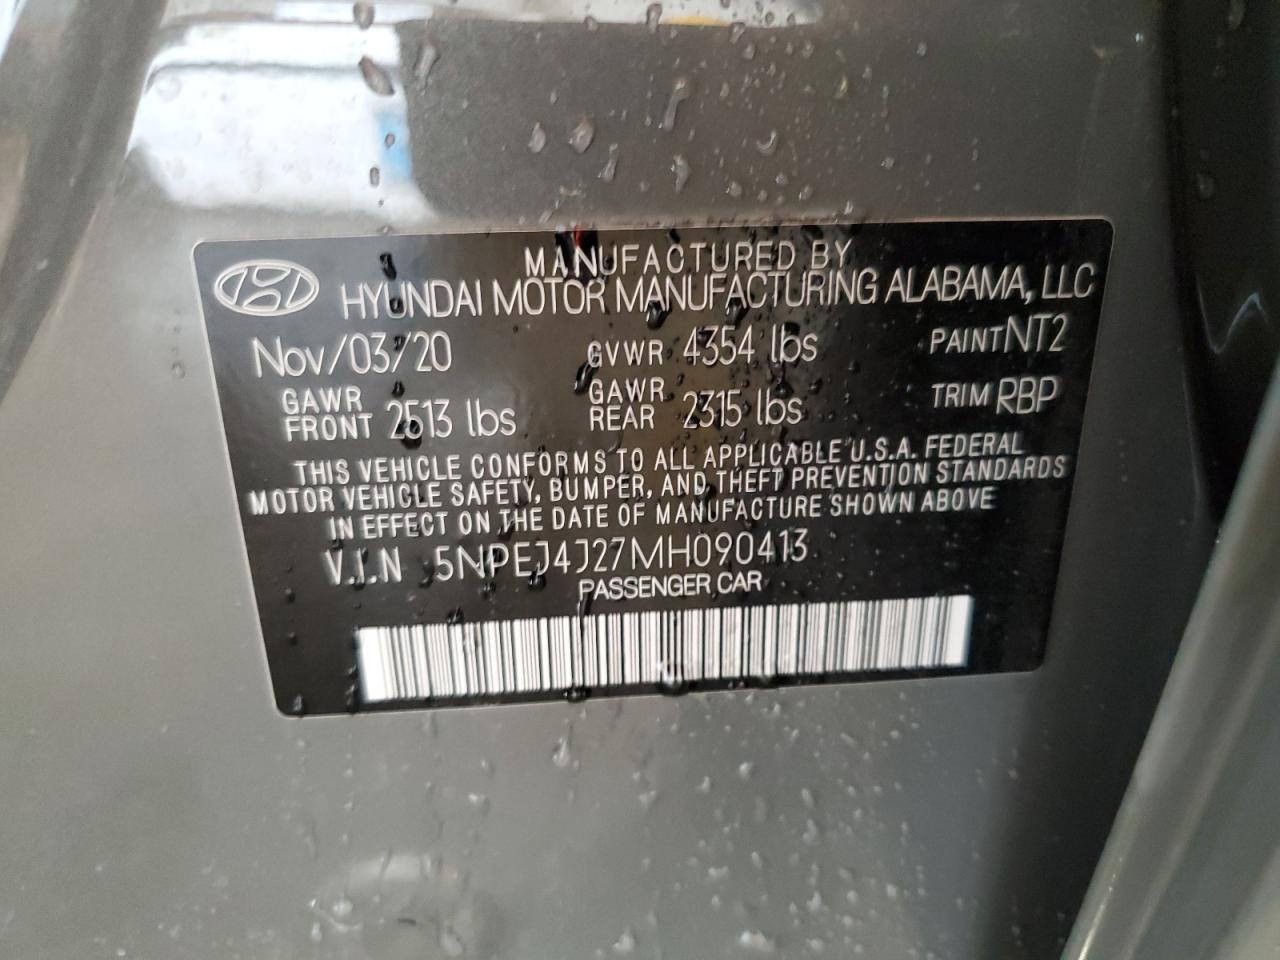 MANUFACTURED BY
HYUNDAI MOTOR MANUFACTURING ALABAMA, LLC
Nov/03/20 GVWR 4354 lbs PAINT NT2
GAWR FRONT 2513 lbs GAWR REAR 2315 lbs TRIM RBP
THIS VEHICLE CONFORMS TO ALL APPLICABLE U.S.A. FEDERAL
MOTOR VEHICLE SAFETY, BUMPER, AND THEFT PREVENTION STANDARDS
IN EFFECT ON THE DATE OF MANUFACTURE SHOWN ABOVE
V.I.N 5NPEJ4J27MH090413
PASSENGER CAR